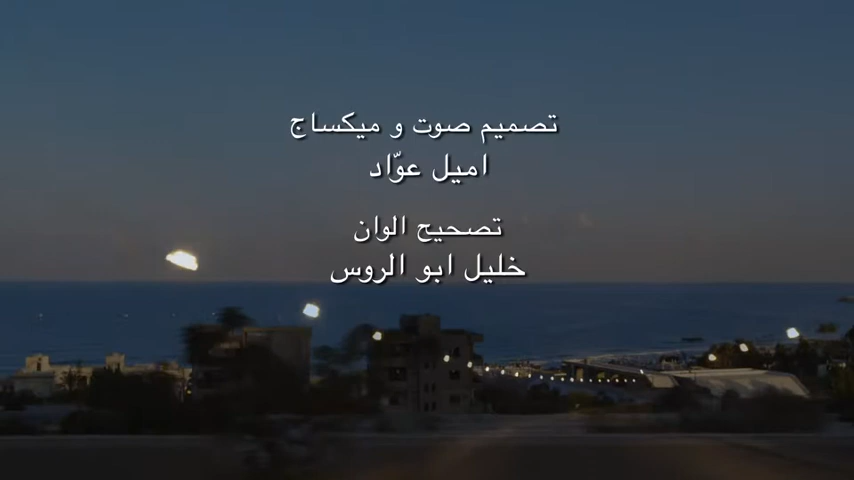 تصميم صوت و ميكساج
اميل عوّاد
تصحيح الوان
خليل ابو الروس